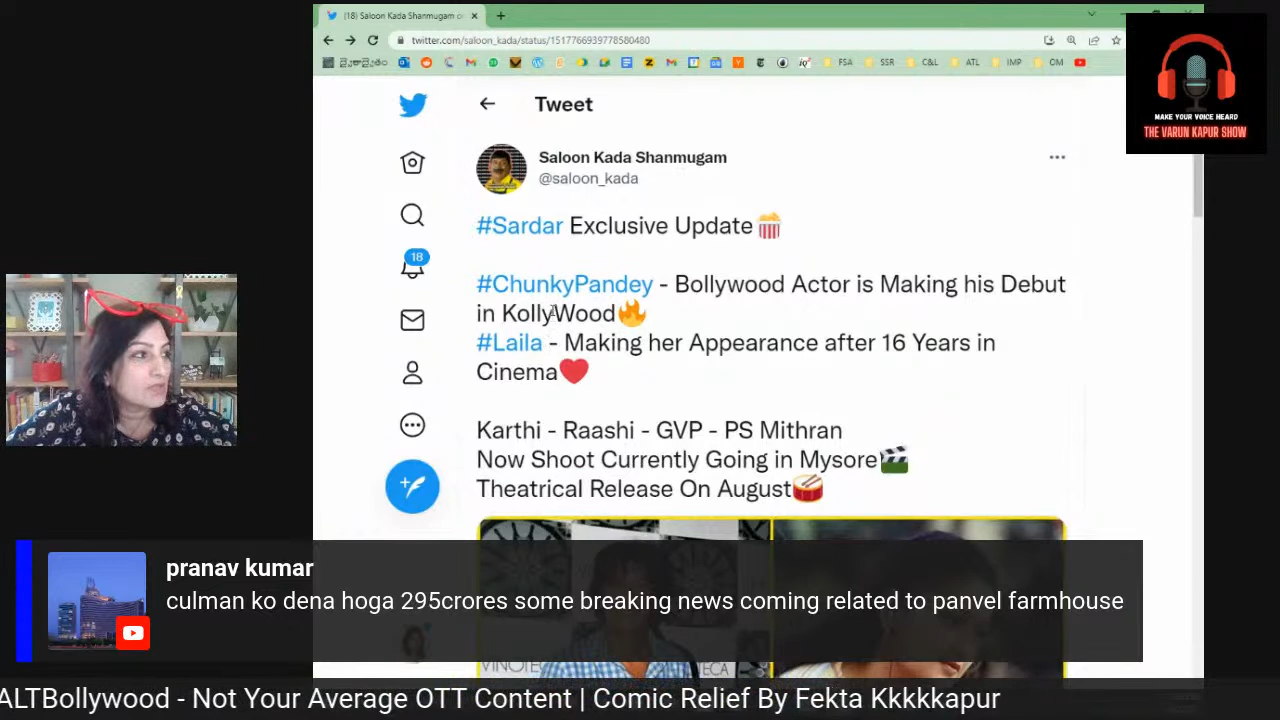 (18) Saloon Kada Shanmugam on
twitter.com/saloon_kada/status/1517766939778580480
FSA SSR C&L ATL IMP OM
MAKE YOUR VOICE HEARD
THE VARUN KAPUR SHOW
Tweet
Saloon Kada Shanmugam
@saloon_kada
#Sardar Exclusive Update🍿
18
#ChunkyPandey - Bollywood Actor is Making his Debut
in KollyWood🔥
#Laila - Making her Appearance after 16 Years in
Cinema❤️
Karthi - Raashi - GVP - PS Mithran
Now Shoot Currently Going in Mysore🎬
Theatrical Release On August🥁
pranav kumar
culman ko dena hoga 295crores some breaking news coming related to panvel farmhouse
ALTBollywood - Not Your Average OTT Content | Comic Relief By Fekta Kkkkkapur